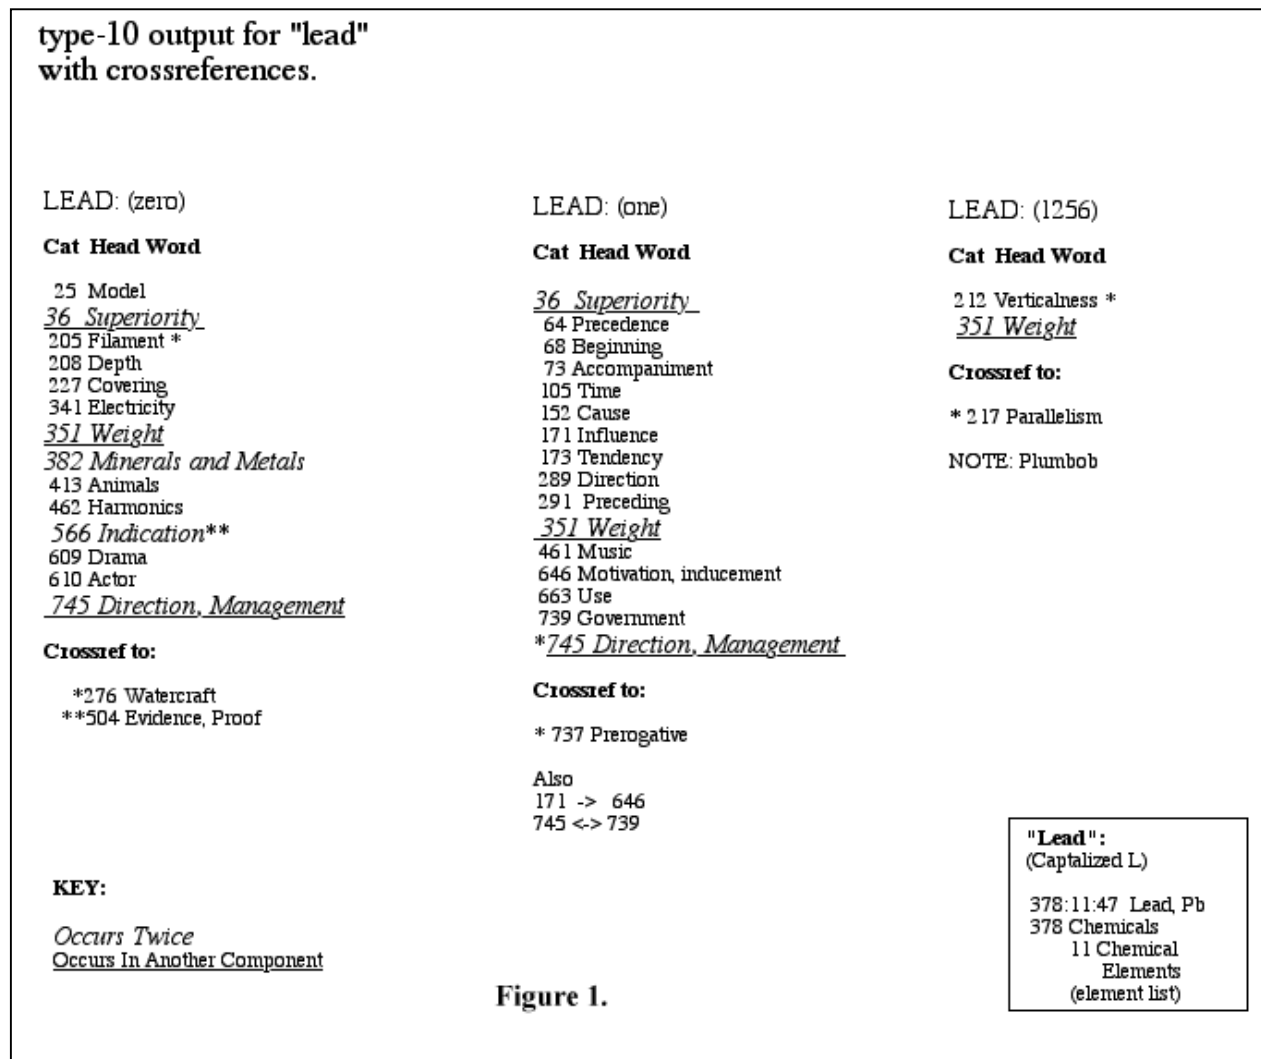 type-10 output for "lead"
with crossreferences.
LEAD: (zero)
Cat Head Word
25 Model
36 Superiority
205 Filament *
208 Depth
227 Covering
341 Electricity
351 Weight
382 Minerals and Metals
413 Animals
462 Harmonics
566 Indication**
609 Drama
610 Actor
745 Direction, Management
Crossref to:
*276 Watercraft
**504 Evidence, Proof
LEAD: (one)
Cat Head Word
36 Superiority
64 Precedence
68 Beginning
73 Accompaniment
105 Time
152 Cause
171 Influence
173 Tendency
289 Direction
291 Preceding
351 Weight
461 Music
646 Motivation, inducement
663 Use
739 Government
*745 Direction, Management
Crossref to:
* 737 Prerogative
Also
171 -> 646
745 <-> 739
LEAD: (1256)
Cat Head Word
212 Verticalness *
351 Weight
Crossref to:
* 217 Parallelism
NOTE: Plumbob
"Lead":
(Captalized L)
378:11:47 Lead, Pb
378 Chemicals
11 Chemical
Elements
(element list)
KEY:
Occurs Twice
Occurs In Another Component
Figure 1.